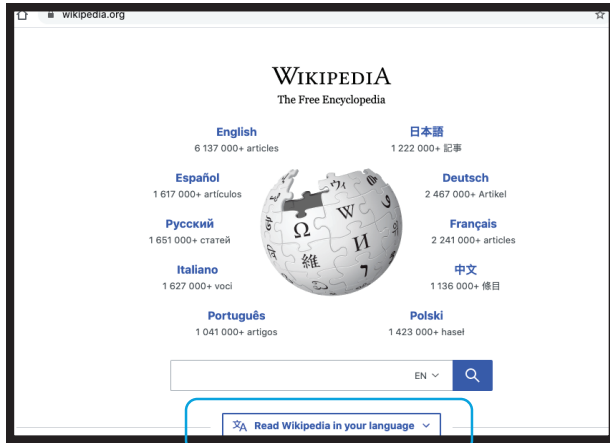 wikipedia.org
WIKIPEDIA
The Free Encyclopedia
English
6 137 000+ articles
日本語
1 222 000+ 記事
Español
1 617 000+ artículos
Deutsch
2 467 000+ Artikel
Русский
1 651 000+ статей
Français
2 241 000+ articles
Italiano
1 627 000+ voci
中文
1 136 000+ 條目
Português
1 041 000+ artigos
Polski
1 423 000+ haseł
Ω
W
И
維
EN
Read Wikipedia in your language